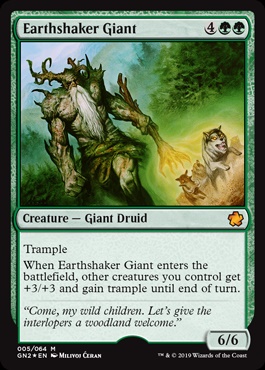 Earthshaker Giant 4
Creature — Giant Druid
Trample
When Earthshaker Giant enters the
battlefield, other creatures you control get
+3/+3 and gain trample until end of turn.
“Come, my wild children. Let’s give the
interlopers a woodland welcome.”
6/6
005/064 M
GN2 ★ EN Milivoj Ćeran
™ & © 2019 Wizards of the Coast